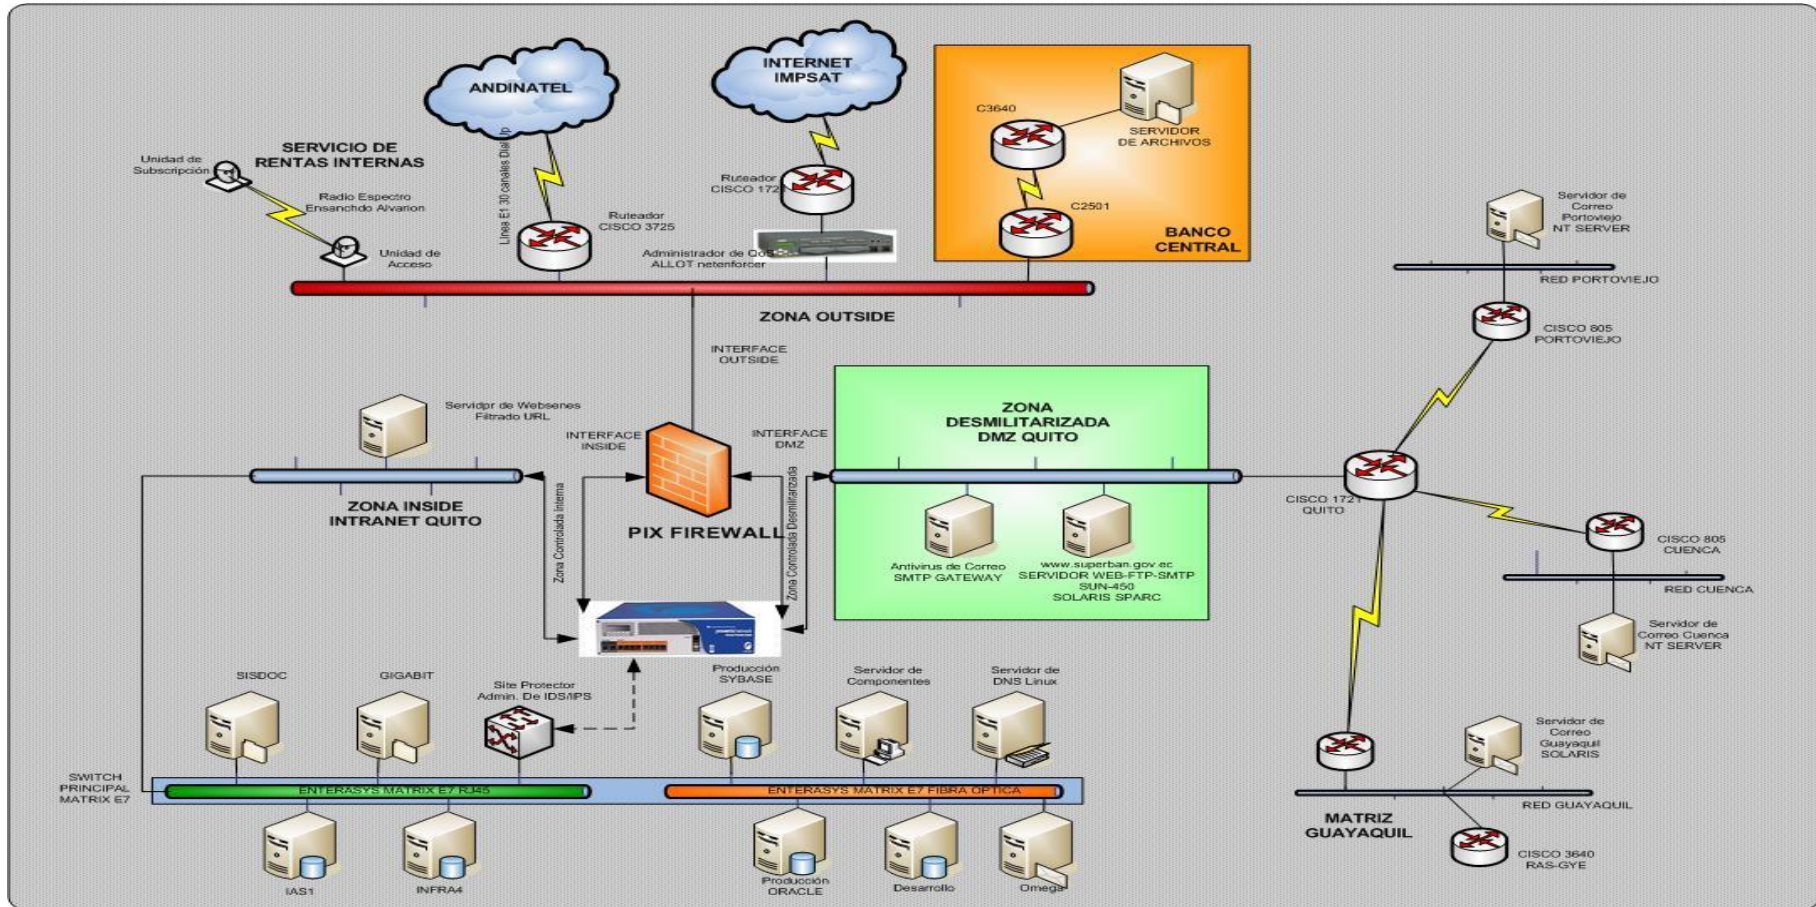 ANDINATEL
INTERNET
IMPSAT
C3640
SERVIDOR
DE ARCHIVOS
C2501
BANCO
CENTRAL
SERVICIO DE
RENTAS INTERNAS
Unidad de
Subscripción
Radio Espectro
Ensanchdo Alvarion
Unidad de
Acceso
Línea E1 30 canales DialUp
Ruteador
CISCO 3725
Ruteador
CISCO 1721
Administrador de QoS
ALLOT netenforcer
ZONA OUTSIDE
INTERFACE
OUTSIDE
Servidor de
Correo
Portoviejo
NT SERVER
RED PORTOVIEJO
CISCO 805
PORTOVIEJO
Servidpr de Websenes
Filtrado URL
INTERFACE
INSIDE
INTERFACE
DMZ
ZONA
DESMILITARIZADA
DMZ QUITO
ZONA INSIDE
INTRANET QUITO
Zona Controlada Interna
PIX FIREWALL
Zona Controlada Desmilitarizada
Antivirus de Correo
SMTP GATEWAY
www.superban.gov.ec
SERVIDOR WEB-FTP-SMTP
SUN-450
SOLARIS SPARC
CISCO 1721
QUITO
CISCO 805
CUENCA
RED CUENCA
Servidor de
Correo Cuenca
NT SERVER
SISDOC
GIGABIT
Site Protector
Admin. De IDS/IPS
Producción
SYBASE
Servidor de
Componentes
Servidor de
DNS Linux
SWITCH
PRINCIPAL
MATRIX E7
ENTERASYS MATRIX E7 RJ45
ENTERASYS MATRIX E7 FIBRA OPTICA
IAS1
INFRA4
Producción
ORACLE
Desarrollo
Omega
Servidor de
Correo
Guayaquil
SOLARIS
RED GUAYAQUIL
MATRIZ
GUAYAQUIL
CISCO 3640
RAS-GYE